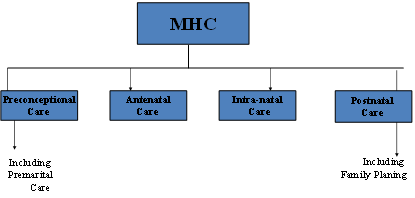 MHC
Preconceptional
Care
Antenatal
Care
Intra-natal
Care
Postnatal
Care
Including
Premarital
Care
Including
Family Planing